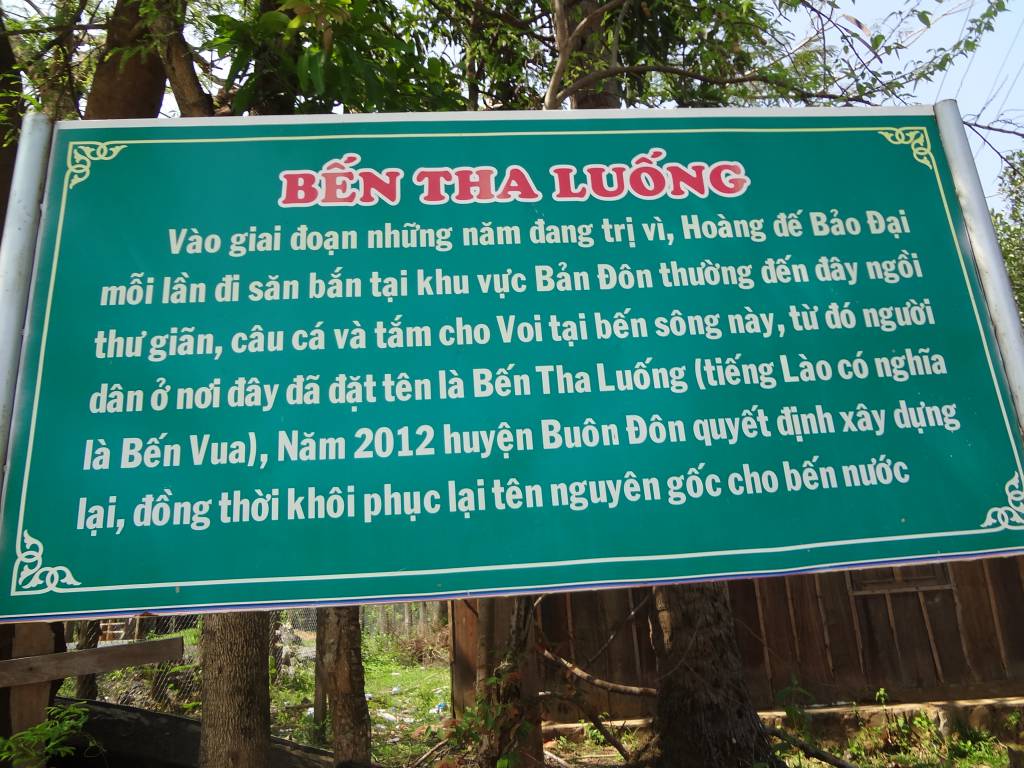 BẾN THA LUỐNG
Vào giai đoạn những năm đang trị vì, Hoàng đế Bảo Đại
mỗi lần đi săn bắn tại khu vực Bản Đôn thường đến đây ngồi
thư giãn, câu cá và tắm cho Voi tại bến sông này, từ đó người
dân ở nơi đây đã đặt tên là Bến Tha Luống (tiếng Lào có nghĩa
là Bến Vua), Năm 2012 huyện Buôn Đôn quyết định xây dựng
lại, đồng thời khôi phục lại tên nguyên gốc cho bến nước